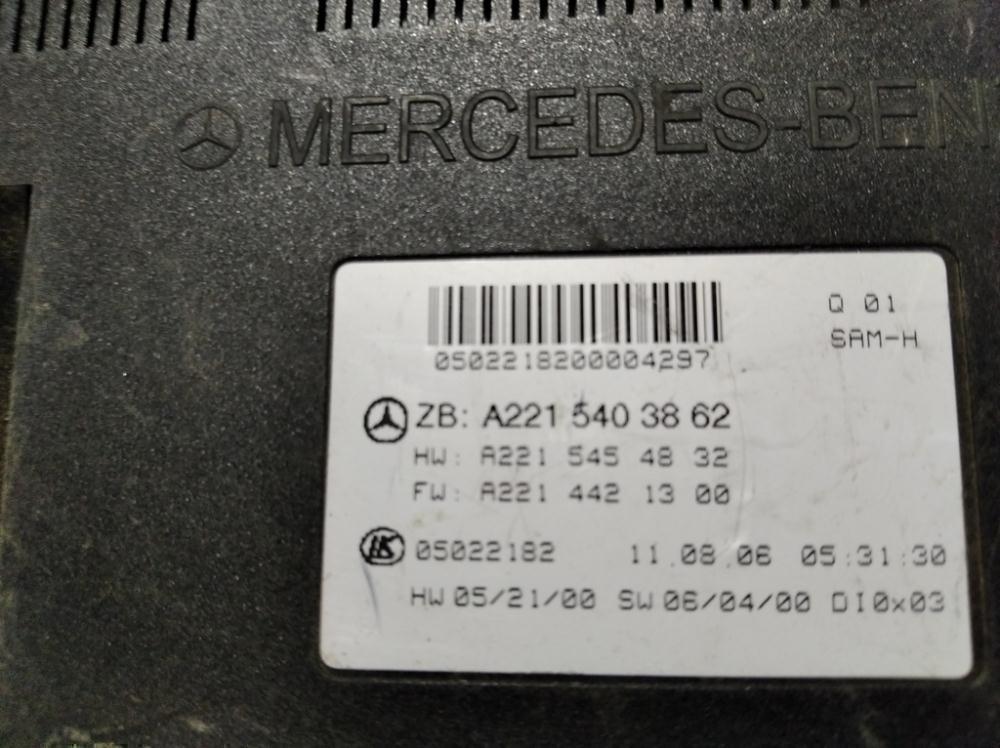 MERCEDES-BEN
Q 01
SAM-H
0502218200004297
ZB: A221 540 38 62
HW: A221 545 48 32
FW: A221 442 13 00
05022182 11.08.06 05:31:30
HW 05/21/00 SW 06/04/00 DI0x03